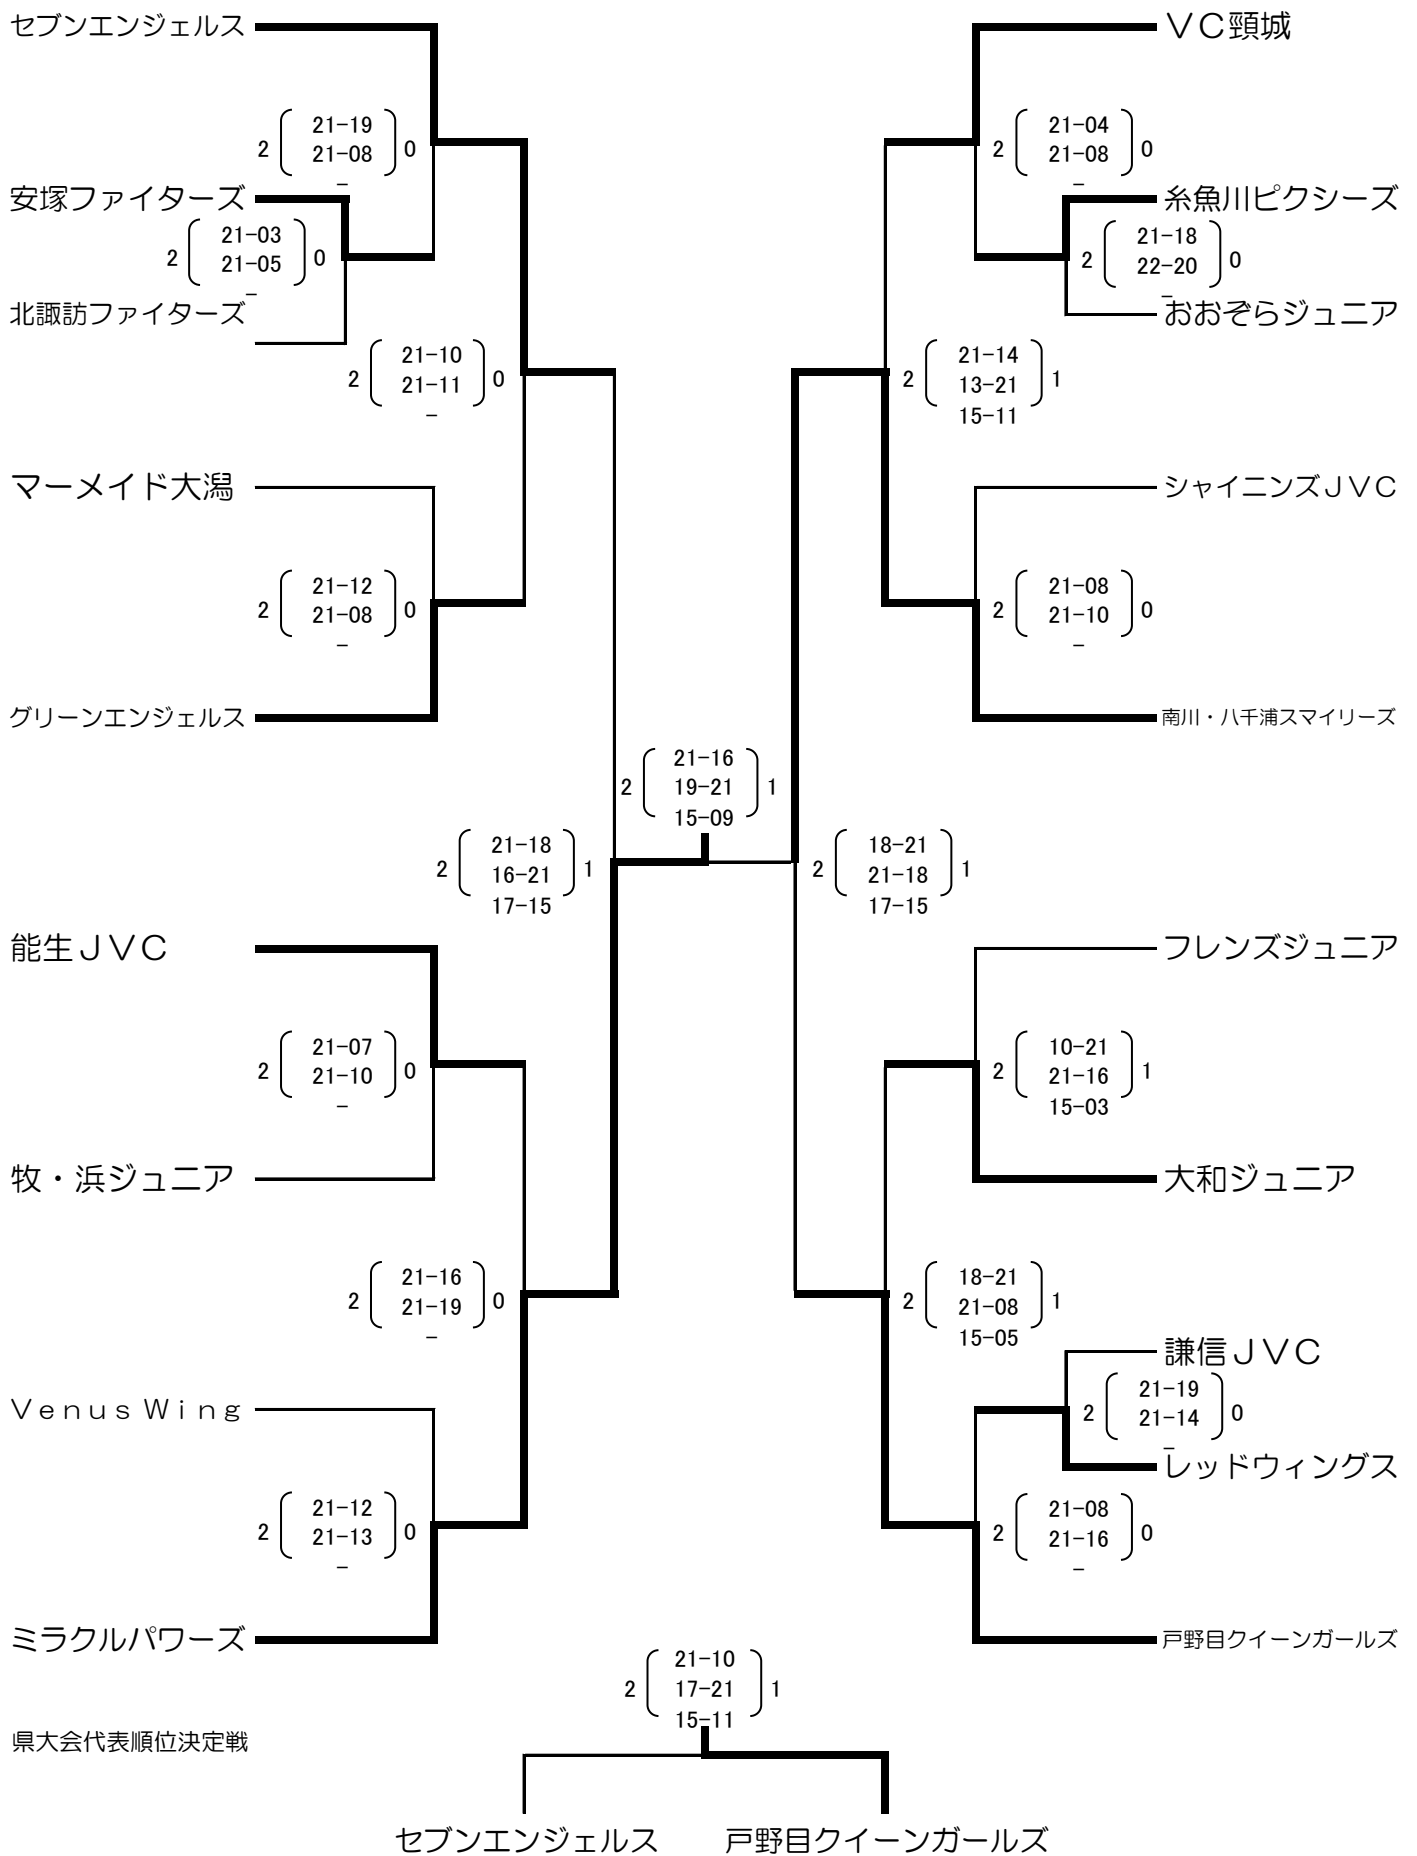 セブンエンジェルス
2 21-19 0
21-08
-
安塚ファイターズ
2 21-03 0
21-05
-
北諏訪ファイターズ
2 21-10 0
21-11
-
マーメイド大潟
2 21-12 0
21-08
-
グリーンエンジェルス
2 21-18 1
16-21
17-15
能生ＪＶＣ
2 21-07 0
21-10
-
牧・浜ジュニア
2 21-16 0
21-19
-
Ｖｅｎｕｓ Ｗｉｎｇ
2 21-12 0
21-13
-
ミラクルパワーズ
2 21-16 1
19-21
15-09
ＶＣ頸城
2 21-04 0
21-08
-
糸魚川ピクシーズ
2 21-18 0
22-20
-
おおぞらジュニア
2 21-14 1
13-21
15-11
シャイニンズＪＶＣ
2 21-08 0
21-10
-
南川・八千浦スマイリーズ
2 18-21 1
21-18
17-15
フレンズジュニア
2 10-21 1
21-16
15-03
大和ジュニア
2 18-21 1
21-08
15-05
謙信ＪＶＣ
2 21-19 0
21-14
-
レッドウィングス
2 21-08 0
21-16
-
戸野目クイーンガールズ
県大会代表順位決定戦
2 21-10 1
17-21
15-11
セブンエンジェルス 戸野目クイーンガールズ